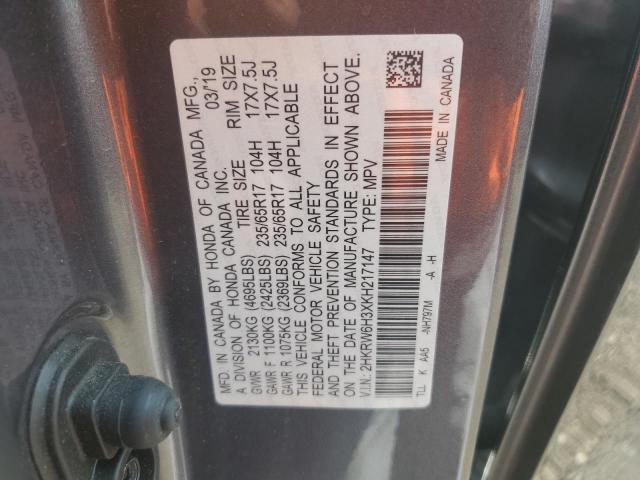 MFD. IN CANADA BY HONDA OF CANADA MFG.,
A DIVISION OF HONDA CANADA INC. 03/'19
TIRE SIZE RIM SIZE
GVWR 2130KG (4695LBS)
GAWR F 1100KG (2425LBS) 235/65R17 104H 17X7.5J
GAWR R 1075KG (2369LBS) 235/65R17 104H 17X7.5J
THIS VEHICLE CONFORMS TO ALL APPLICABLE
FEDERAL MOTOR VEHICLE SAFETY
AND THEFT PREVENTION STANDARDS IN EFFECT
ON THE DATE OF MANUFACTURE SHOWN ABOVE.
V.I.N.: 2HKRW6H3XKH217147 TYPE: MPV
TLL K AA5 -NH797M -A -H
MADE IN CANADA